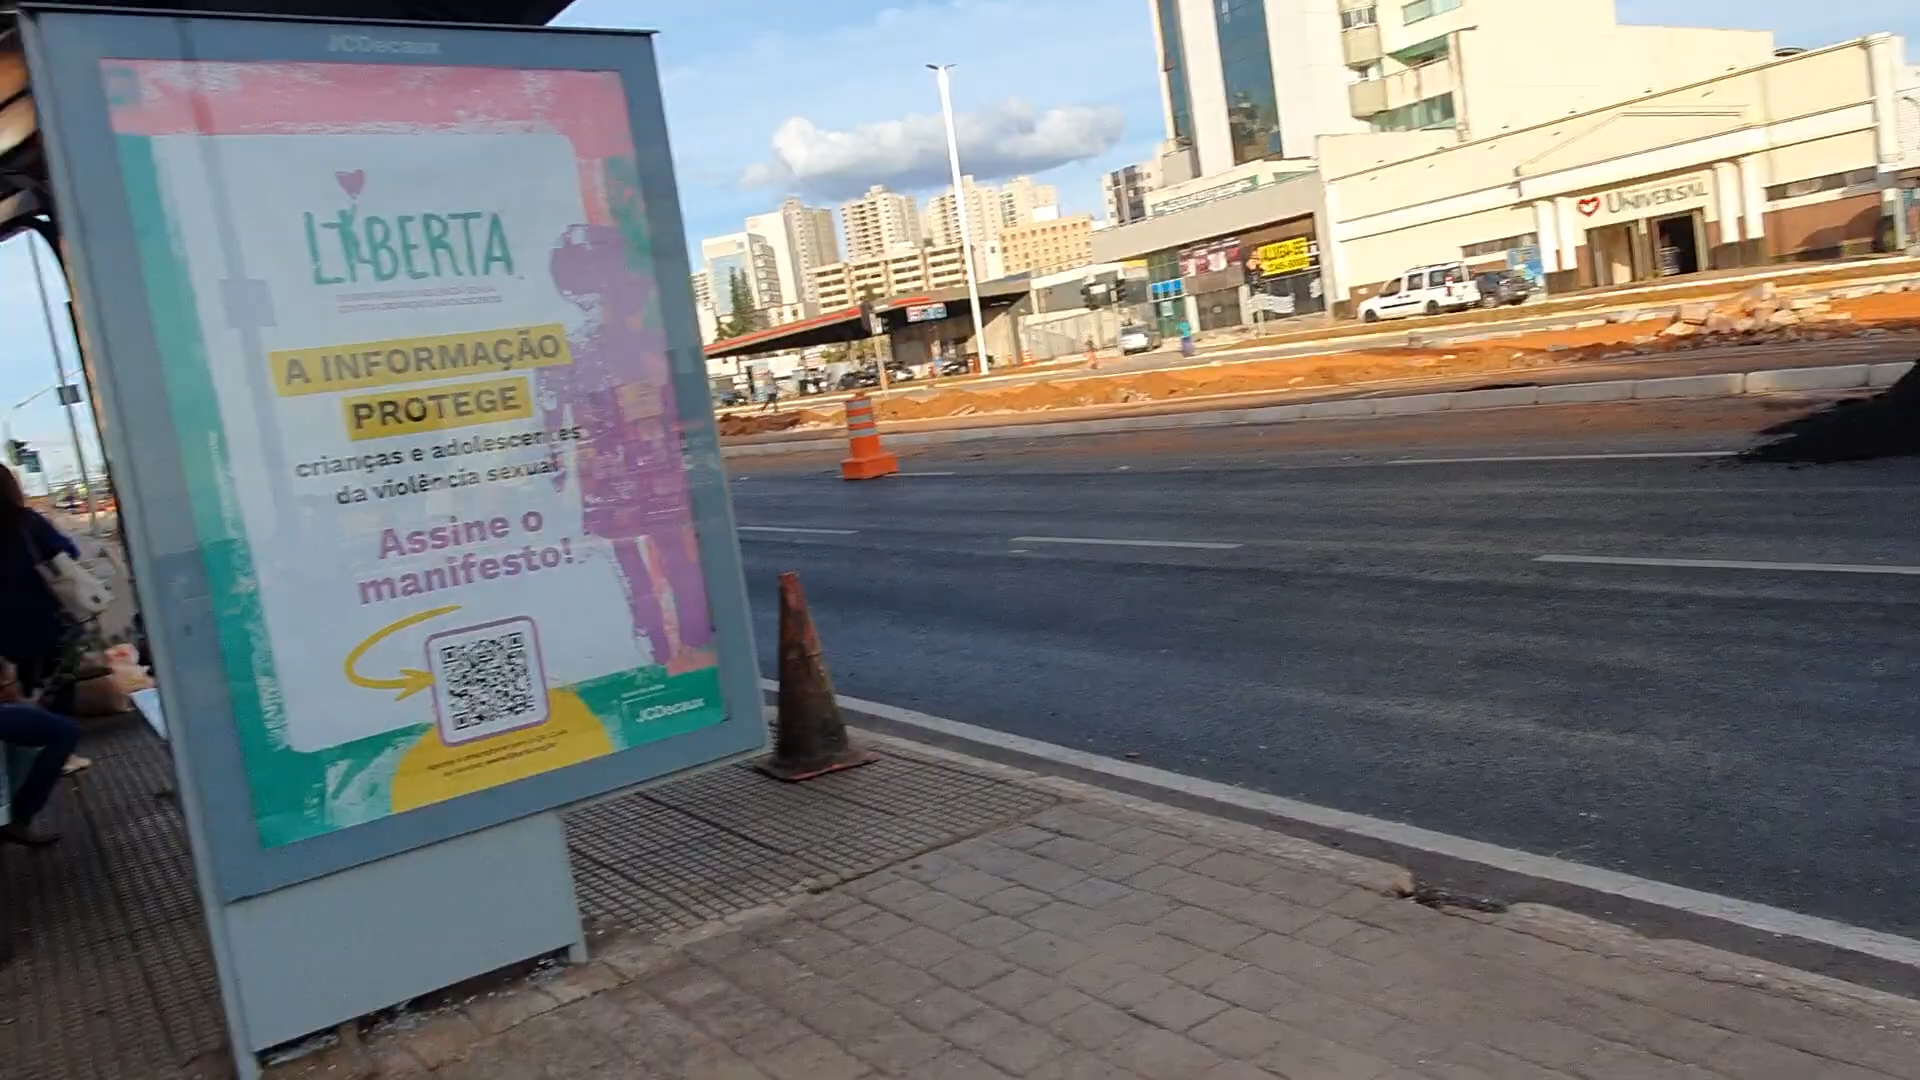 JCDecaux
LIBERTA
A INFORMAÇÃO
PROTEGE
crianças e adolescentes
da violência sexual
Assine o
manifesto!
JCDecaux
UNIVERSAL